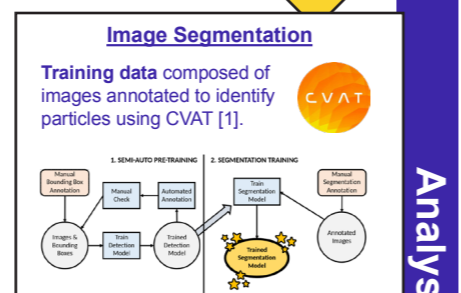 Image Segmentation
Training data composed of
images annotated to identify
particles using CVAT [1].
CVAT
1. SEMI-AUTO PRE-TRAINING
2. SEGMENTATION TRAINING
Manual
Bounding Box
Annotation
Manual
Check
Automated
Annotation
Images &
Bounding
Boxes
Train
Detection
Model
Trained
Detection
Model
Train
Segmentation
Model
Manual
Segmentation
Annotation
Trained
Segmentation
Model
Annotated
Images
Analys